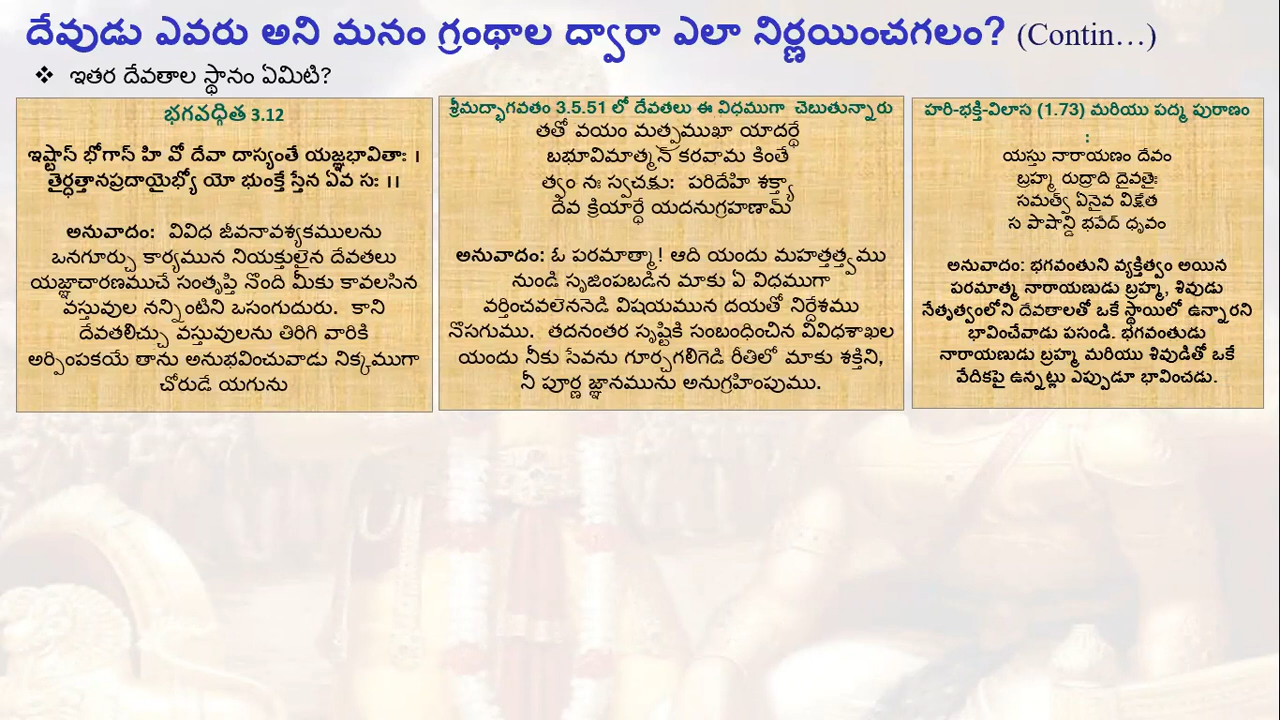 దేవుడు ఎవరు అని మనం గ్రంథాల ద్వారా ఎలా నిర్ణయించగలం? (Contin…)
❖ ఇతర దేవతాల స్థానం ఏమిటి?
భగవద్గీత 3.12
ఇష్టాస్ భోగాస్ హి వో దేవా దాస్యంతే యజ్ఞభావితాః ।
తైర్దత్తానప్రదాయైభ్యో యో భుంక్తే స్తేన ఏవ సః ।।
అనువాదం: వివిధ జీవనావశ్యకములను
ఒనగూర్చు కార్యమున నియక్తులైన దేవతలు
యజ్ఞాచారణముచే సంతృప్తి నొంది మీకు కావలసిన
వస్తువుల నన్నింటిని ఒసంగుదురు. కాని
దేవతలిచ్చు వస్తువులను తిరిగి వారికి
అర్పింపకయే తాను అనుభవించువాడు నిక్కముగా
చోరుడే యగును
శ్రీమద్భాగవతం 3.5.51 లో దేవతలు ఈ విధముగా చెబుతున్నారు
తతో వయం మత్ప్రముఖా యాదర్థే
బభూవిమాత్మన్ కరవామ కింతే
త్వం నః స్వచక్షు: పరిదేహి శక్త్యా
దేవ క్రియార్థే యదనుగ్రహణామ్
అనువాదం: ఓ పరమాత్మా! ఆది యందు మహత్తత్త్వము
నుండి సృజింపబడిన మాకు ఏ విధముగా
వర్తించవలెననెడి విషయమున దయతో నిర్దేశము
నొసగుము. తదనంతర సృష్టికి సంబంధించిన వివిధశాఖల
యందు నీకు సేవను గూర్చగలిగెడి రీతిలో మాకు శక్తిని,
నీ పూర్ణ జ్ఞానమును అనుగ్రహింపుము.
హరి-భక్తి-విలాస (1.73) మరియు పద్మ పురాణం
:
యస్తు నారాయణం దేవం
బ్రహ్మ రుద్రాది దైవతైః
సమత్వ్ ఏనైవ విక్షేత
స పాషాన్డి భవేద్ ధృవం
అనువాదం: భగవంతుని వ్యక్తిత్వం అయిన
పరమాత్మ నారాయణుడు బ్రహ్మ, శివుడు
నేతృత్వంలోని దేవతాలతో ఒకే స్థాయిలో ఉన్నారని
భావించేవాడు పసండి. భగవంతుడు
నారాయణుడు బ్రహ్మ మరియు శివుడితో ఒకే
వేదికపై ఉన్నట్లు ఎప్పుడూ భావించడు.